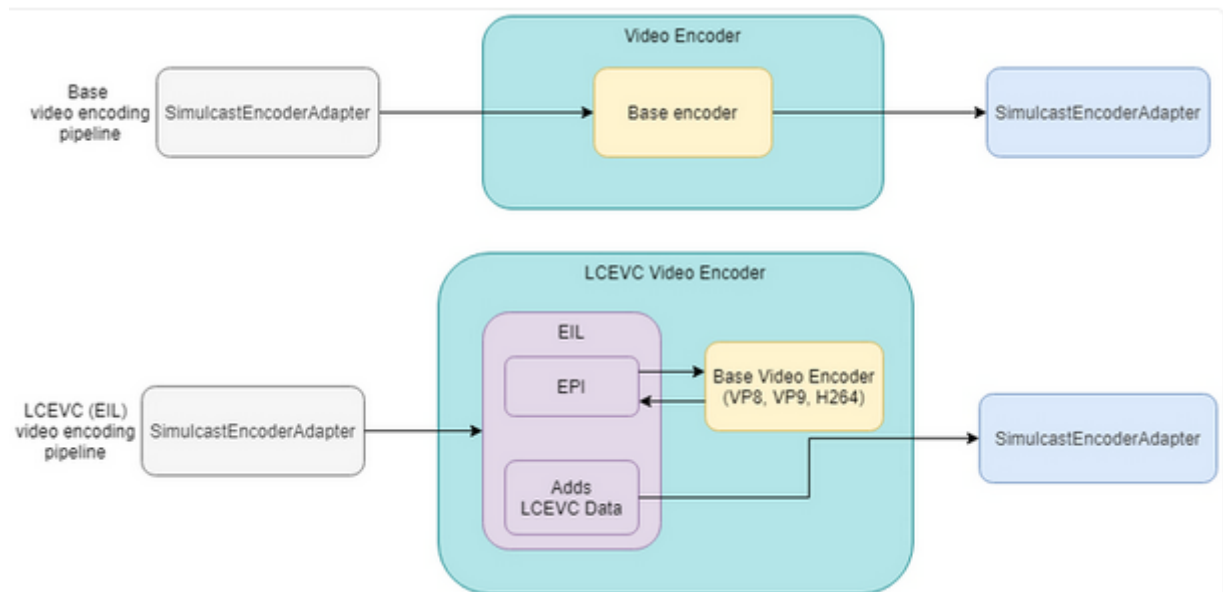 Video Encoder
Base
video encoding
pipeline
SimulcastEncoderAdapter
Base encoder
SimulcastEncoderAdapter
LCEVC Video Encoder
EIL
EPI
Base Video Encoder
(VP8, VP9, H264)
LCEVC (EIL)
video encoding
pipeline
SimulcastEncoderAdapter
SimulcastEncoderAdapter
Adds
LCEVC Data